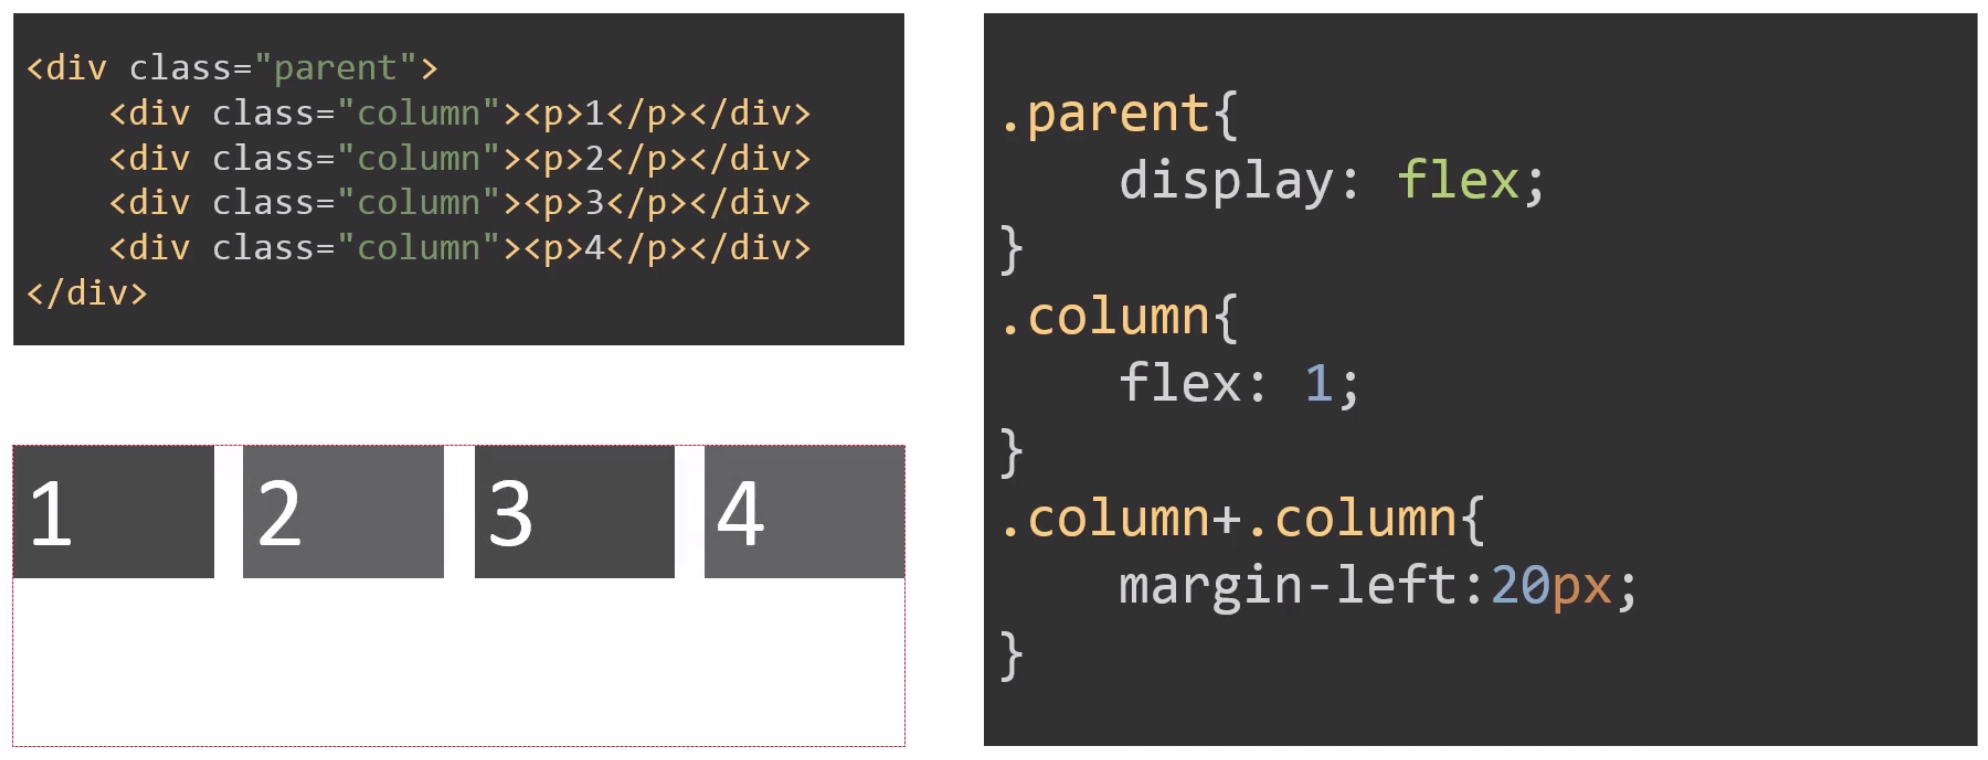 <div class="parent">
    <div class="column"><p>1</p></div>
    <div class="column"><p>2</p></div>
    <div class="column"><p>3</p></div>
    <div class="column"><p>4</p></div>
</div>
1 2 3 4
.parent{
    display: flex;
}
.column{
    flex: 1;
}
.column+.column{
    margin-left:20px;
}